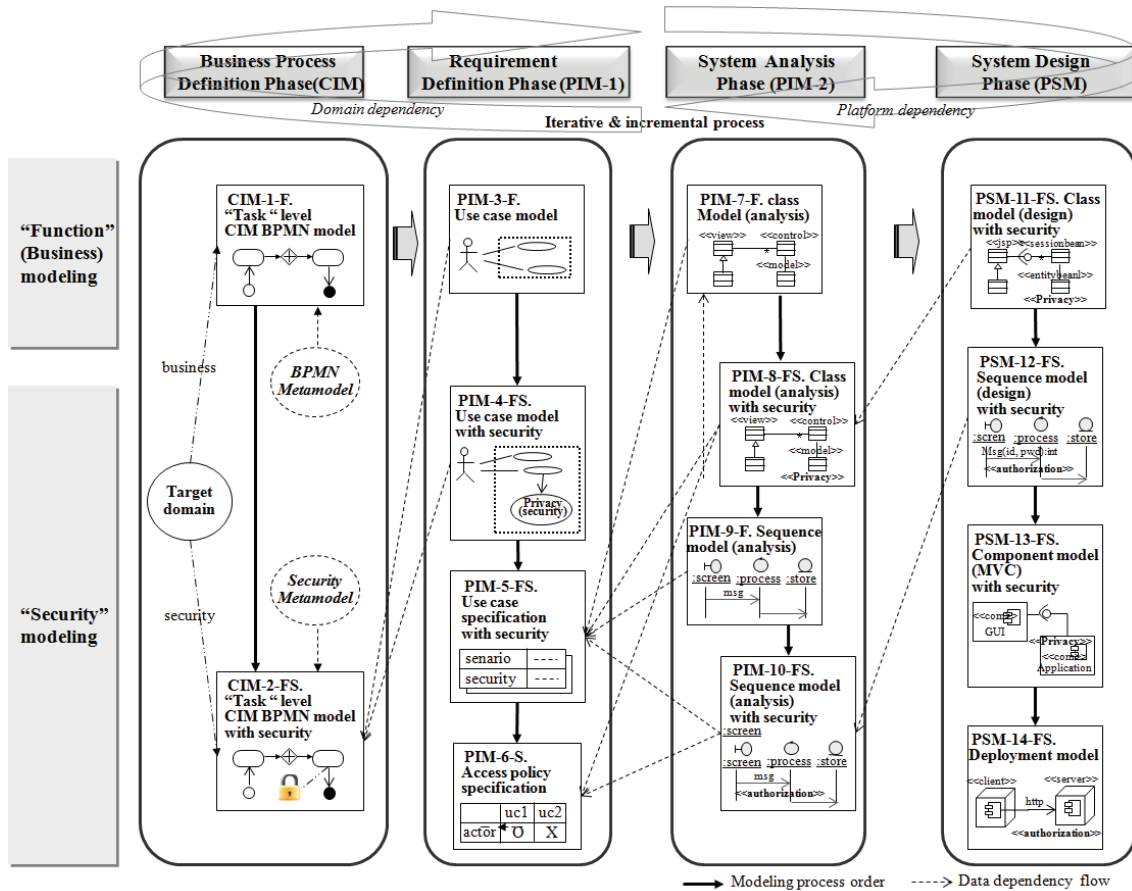 Business Process
Definition Phase(CIM)
Requirement
Definition Phase (PIM-1)
System Analysis
Phase (PIM-2)
System Design
Phase (PSM)
Domain dependency
Platform dependency
Iterative & incremental process
“Function”
(Business)
modeling
“Security”
modeling
CIM-1-F.
“Task “ level
CIM BPMN model
business
BPMN
Metamodel
Target
domain
Security
Metamodel
security
CIM-2-FS.
“Task “ level
CIM BPMN model
with security
PIM-3-F.
Use case model
PIM-4-FS.
Use case model
with security
Privacy
(security)
PIM-5-FS.
Use case
specification
with security
senario ----
security ----
PIM-6-S.
Access policy
specification
uc1 uc2
actor O X
PIM-7-F. class
Model (analysis)
<<view>> <<control>>
*
<<model>>
PIM-8-FS. Class
model (analysis)
with security
<<view>> <<control>>
*
<<model>>
<<Privacy>>
PIM-9-F. Sequence
model (analysis)
:screen :process :store
msg
PIM-10-FS.
Sequence model
(analysis)
with security
:screen
:screen :process :store
msg
<<authorization>>
PSM-11-FS. Class
model (design)
with security
<<jsp>> <<sessionbean>>
*
<<entitybeanl>
<<Privacy>>
PSM-12-FS.
Sequence model
(design)
with security
:scren :process :store
Msg(id, pwd):int
<<authorization>>
PSM-13-FS.
Component model
(MVC)
with security
<<com>
GUI
<<Privacy>>
<<com>
Application
PSM-14-FS.
Deployment model
<<client>> <<server>>
http
<<authorization>>
Modeling process order
Data dependency flow